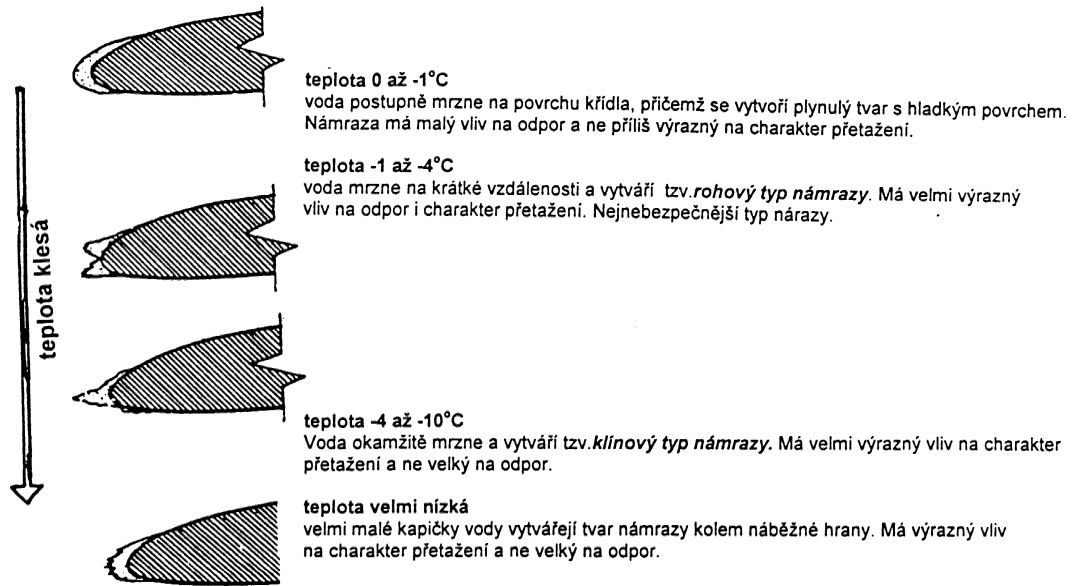 teplota 0 až -1°C
voda postupně mrzne na povrchu křídla, přičemž se vytvoří plynulý tvar s hladkým povrchem.
Námraza má malý vliv na odpor a ne příliš výrazný na charakter přetažení.
teplota -1 až -4°C
voda mrzne na krátké vzdálenosti a vytváří tzv.rohový typ námrazy. Má velmi výrazný
vliv na odpor i charakter přetažení. Nejnebezpečnější typ nárazy.
teplota klesá
teplota -4 až -10°C
Voda okamžitě mrzne a vytváří tzv.klínový typ námrazy. Má velmi výrazný vliv na charakter
přetažení a ne velký na odpor.
teplota velmi nízká
velmi malé kapičky vody vytvářejí tvar námrazy kolem náběžné hrany. Má výrazný vliv
na charakter přetažení a ne velký na odpor.